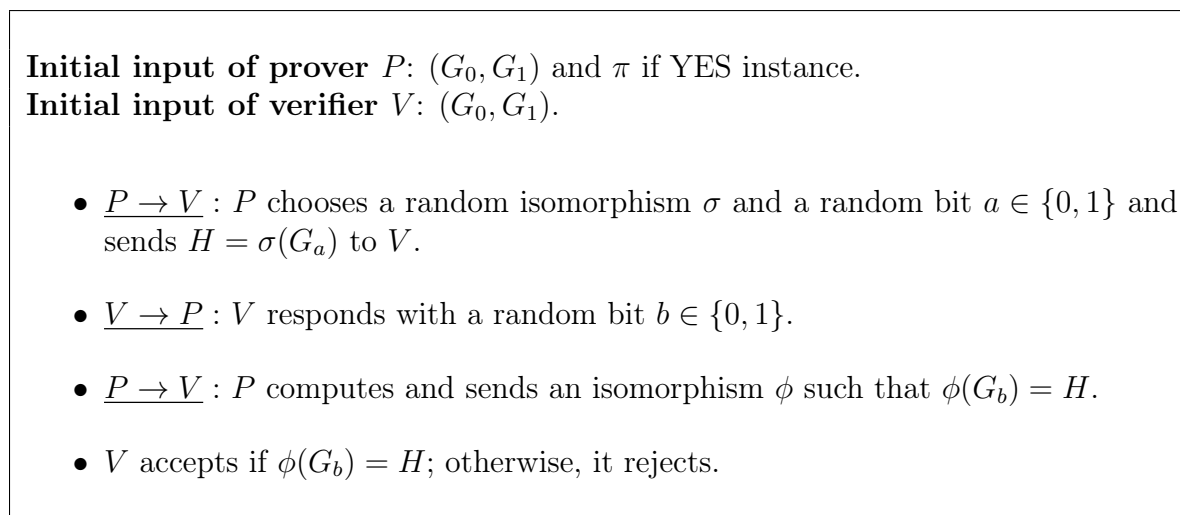 Initial input of prover P: (G₀, G₁) and π if YES instance.
Initial input of verifier V: (G₀, G₁).
• P → V : P chooses a random isomorphism σ and a random bit a ∈ {0, 1} and
sends H = σ(Gₐ) to V.
• V → P : V responds with a random bit b ∈ {0, 1}.
• P → V : P computes and sends an isomorphism ϕ such that ϕ(G_b) = H.
• V accepts if ϕ(G_b) = H; otherwise, it rejects.